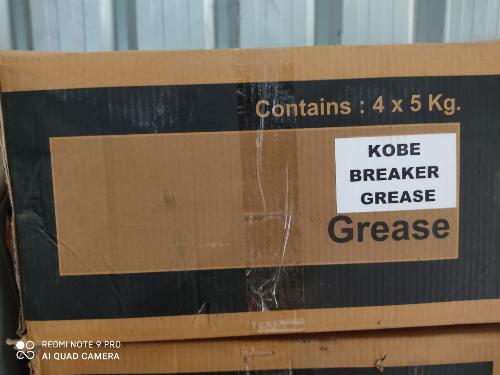 Contains : 4 x 5 Kg.
KOBE
BREAKER
GREASE
Grease
REDMI NOTE 9 PRO
AI QUAD CAMERA